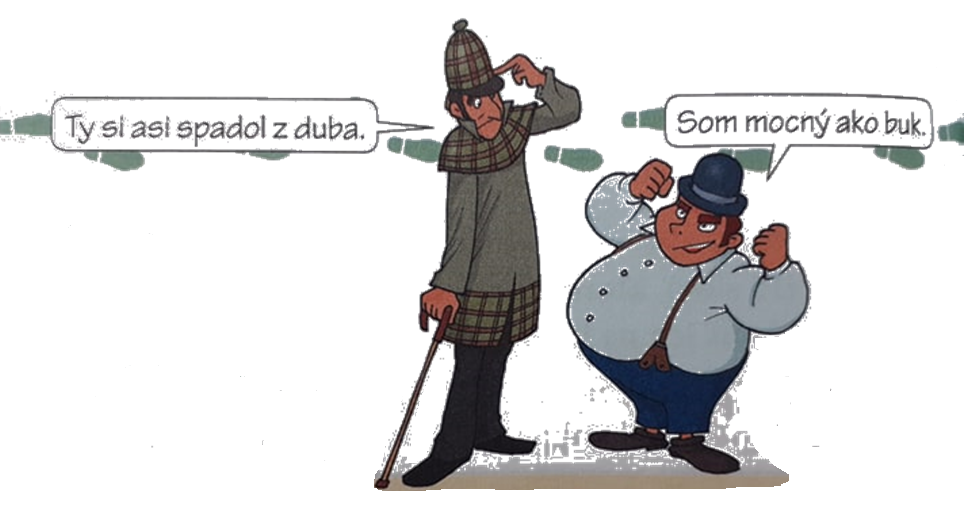 Ty si asi spadol z duba.
Som mocný ako buk.